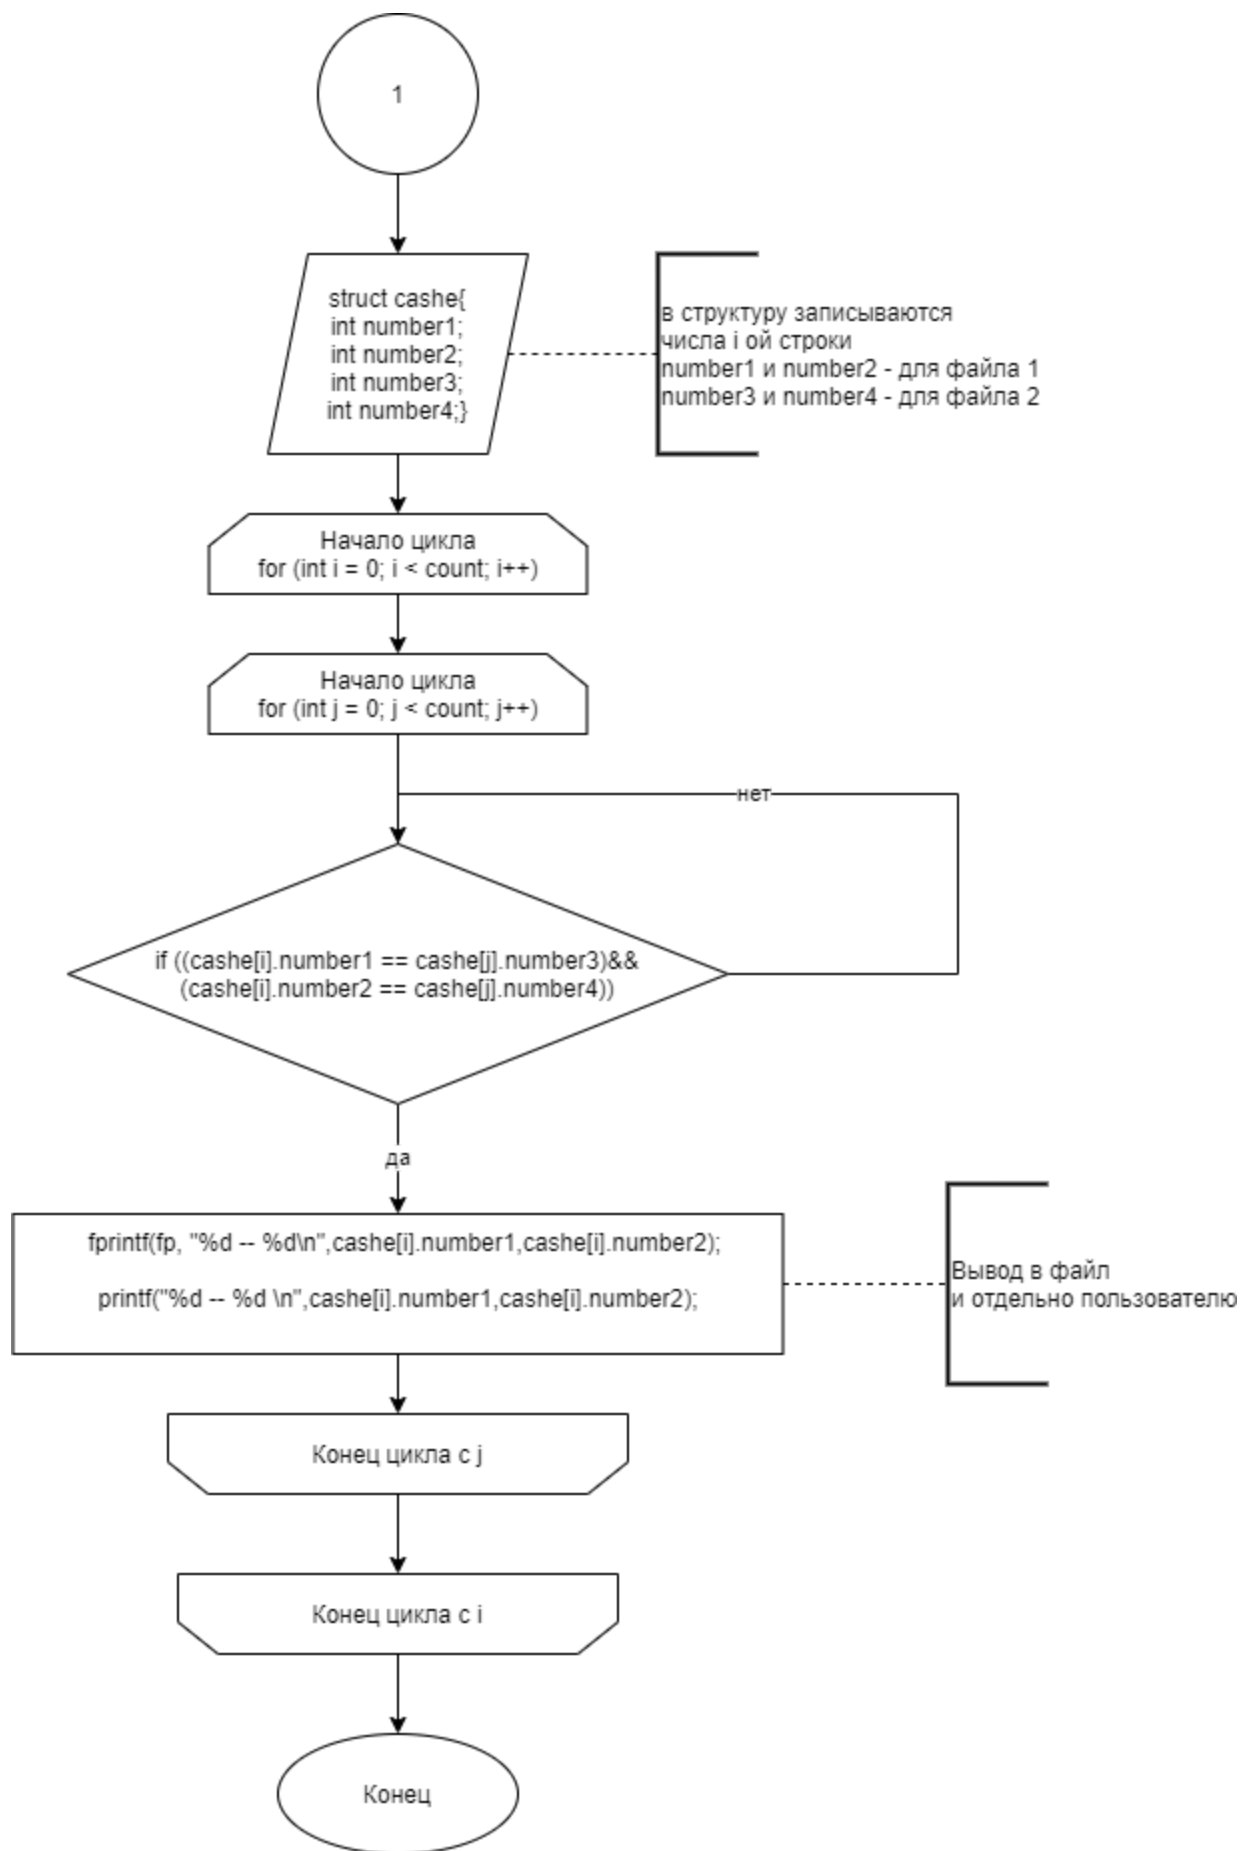 1
struct cashe{
int number1;
int number2;
int number3;
int number4;}
в структуру записываются
числа i ой строки
number1 и number2 - для файла 1
number3 и number4 - для файла 2
Начало цикла
for (int i = 0; i < count; i++)
Начало цикла
for (int j = 0; j < count; j++)
нет
if ((cashe[i].number1 == cashe[j].number3)&&
(cashe[i].number2 == cashe[j].number4))
да
fprintf(fp, "%d -- %d\n",cashe[i].number1,cashe[i].number2);
printf("%d -- %d \n",cashe[i].number1,cashe[i].number2);
Вывод в файл
и отдельно пользователю
Конец цикла с j
Конец цикла с i
Конец